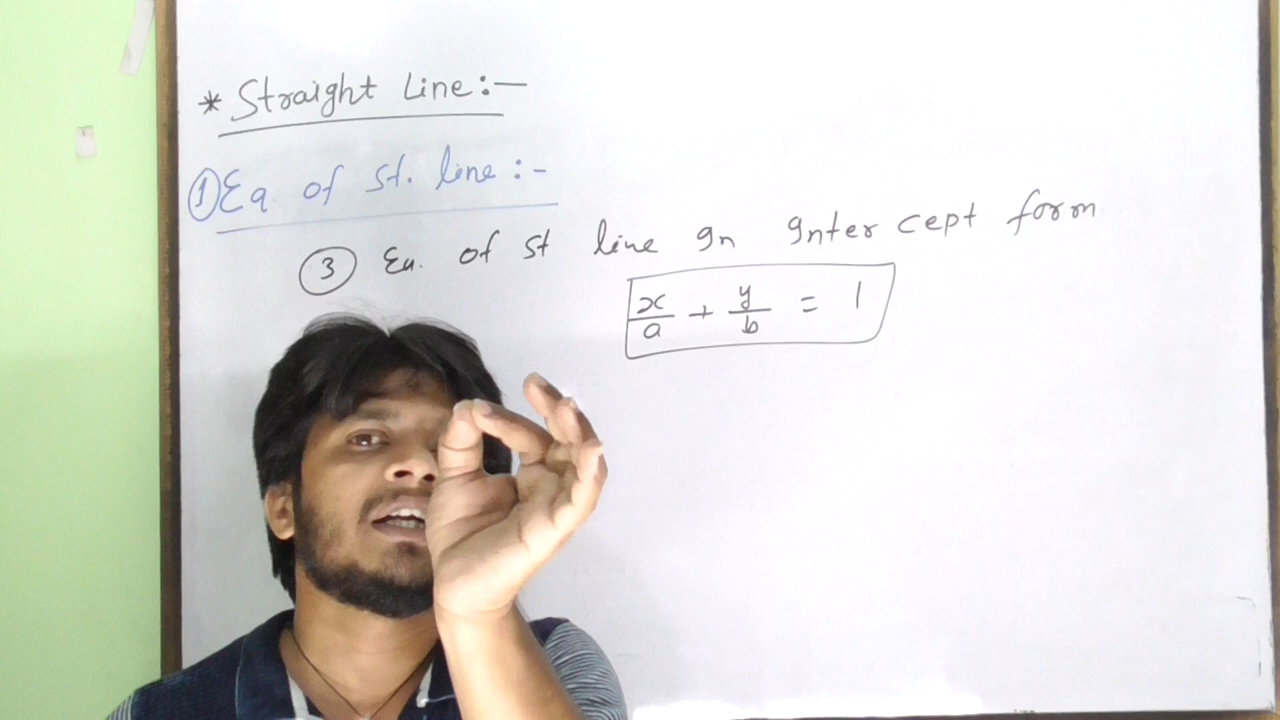 * Straight Line :-
① Eq. of St. line :-
③ Eq. of St line In Intercept form
x/a + y/b = 1